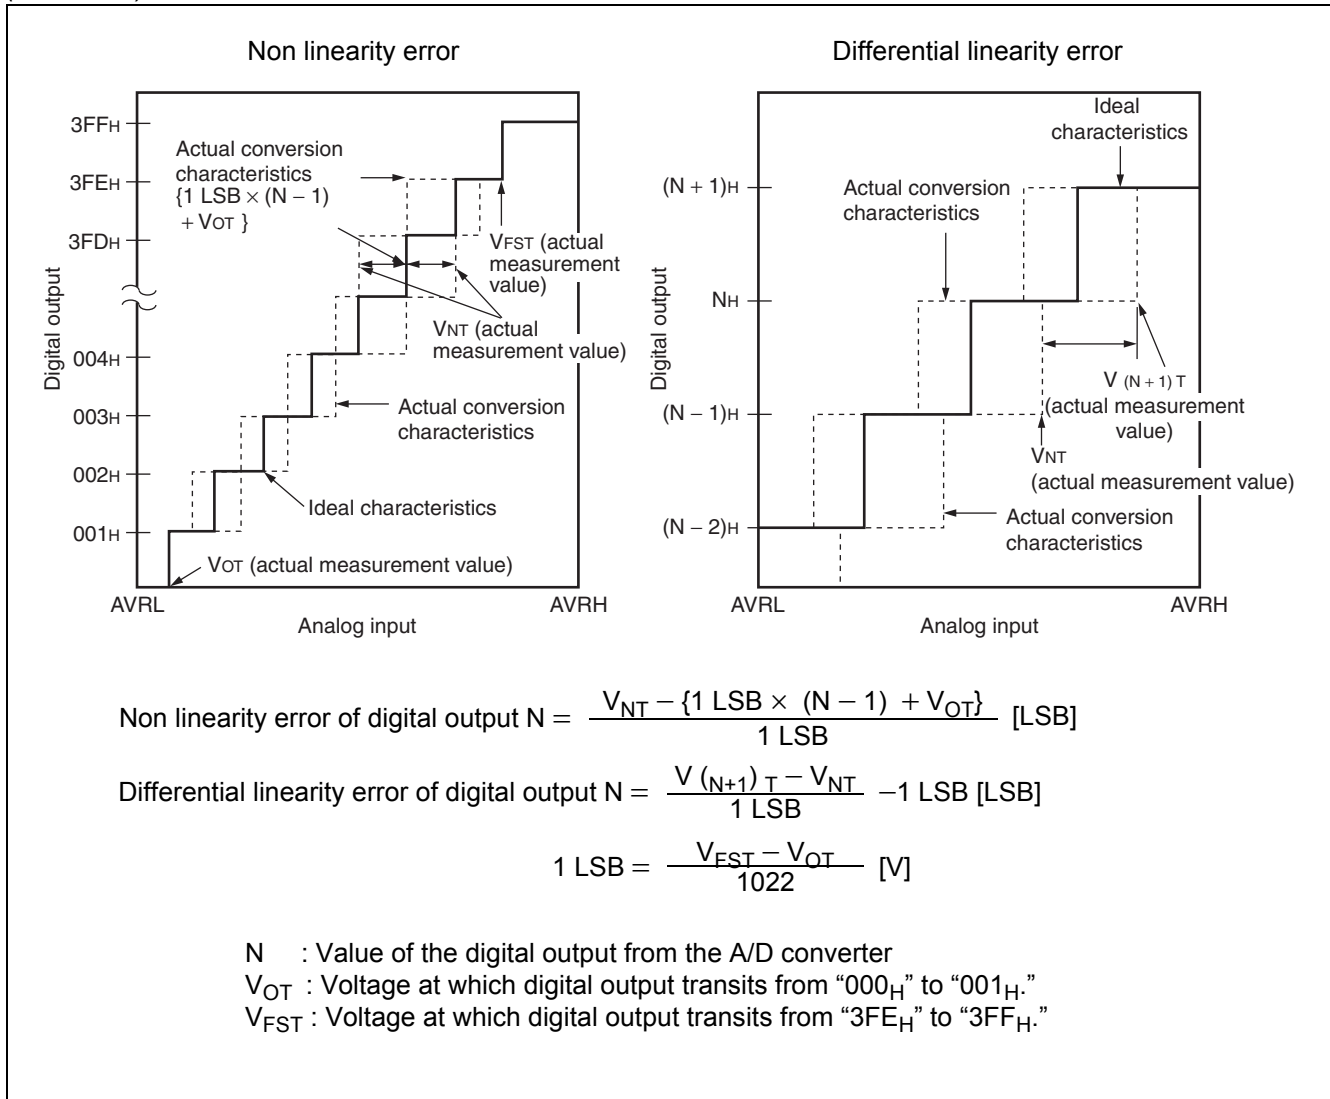 Non linearity error
3FFH
3FEH
3FDH
004H
003H
002H
001H
Digital output
Actual conversion
characteristics
{1 LSB × (N − 1)
+ VOT }
VFST (actual
measurement
value)
VNT (actual
measurement value)
Actual conversion
characteristics
Ideal characteristics
VOT (actual measurement value)
AVRL
AVRH
Analog input
Differential linearity error
(N + 1)H
NH
(N − 1)H
(N − 2)H
Digital output
Ideal
characteristics
Actual conversion
characteristics
V (N + 1) T
(actual measurement
value)
VNT
(actual measurement value)
Actual conversion
characteristics
AVRL
AVRH
Analog input
Non linearity error of digital output N = VNT − {1 LSB × (N − 1) + VOT} / 1 LSB [LSB]
Differential linearity error of digital output N = V (N+1) T − VNT / 1 LSB −1 LSB [LSB]
1 LSB = VFST − VOT / 1022 [V]
N : Value of the digital output from the A/D converter
VOT : Voltage at which digital output transits from “000H” to “001H.”
VFST : Voltage at which digital output transits from “3FEH” to “3FFH.”